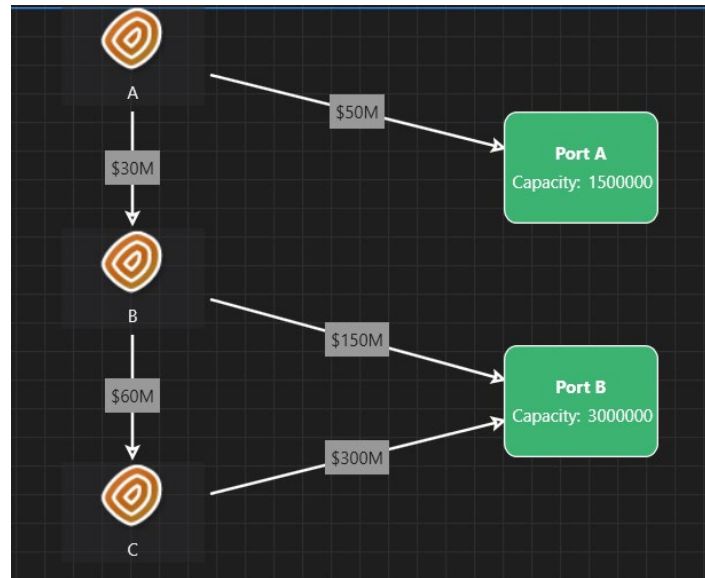 A
$50M
Port A
Capacity: 1500000
$30M
B
$150M
Port B
Capacity: 3000000
$60M
$300M
C